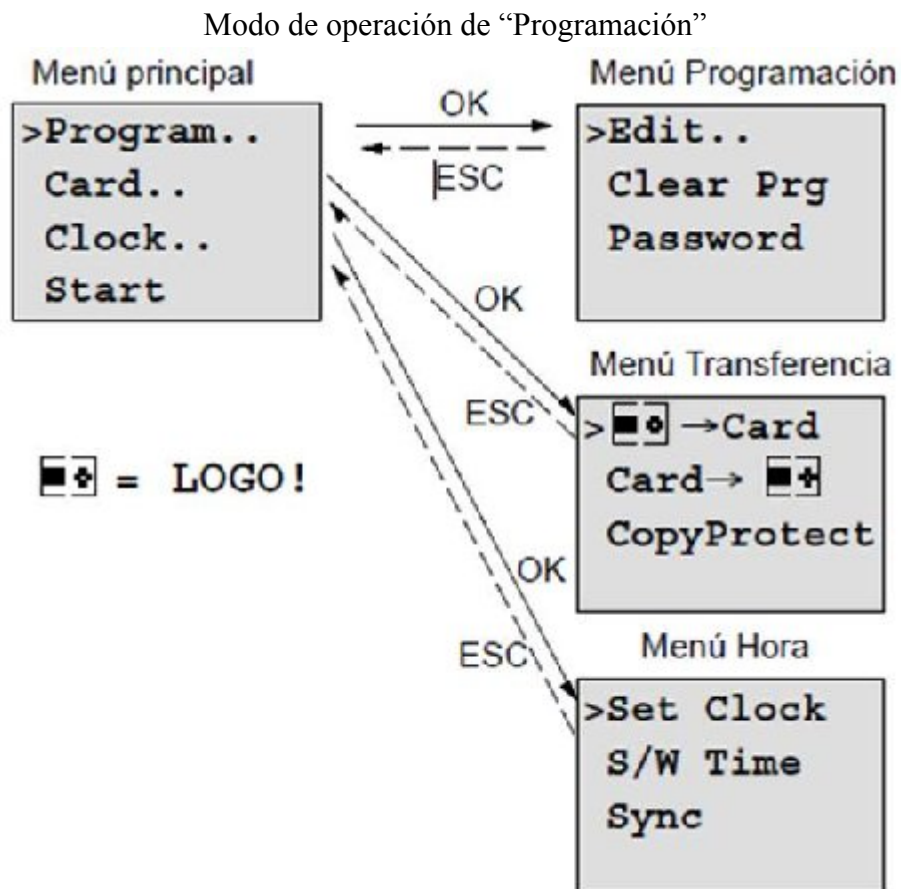 Modo de operación de “Programación”
Menú principal
>Program..
Card..
Clock..
Start
OK
ESC
Menú Programación
>Edit..
Clear Prg
Password
OK
ESC
Menú Transferencia
> →Card
Card→
CopyProtect
= LOGO!
OK
ESC
Menú Hora
>Set Clock
S/W Time
Sync